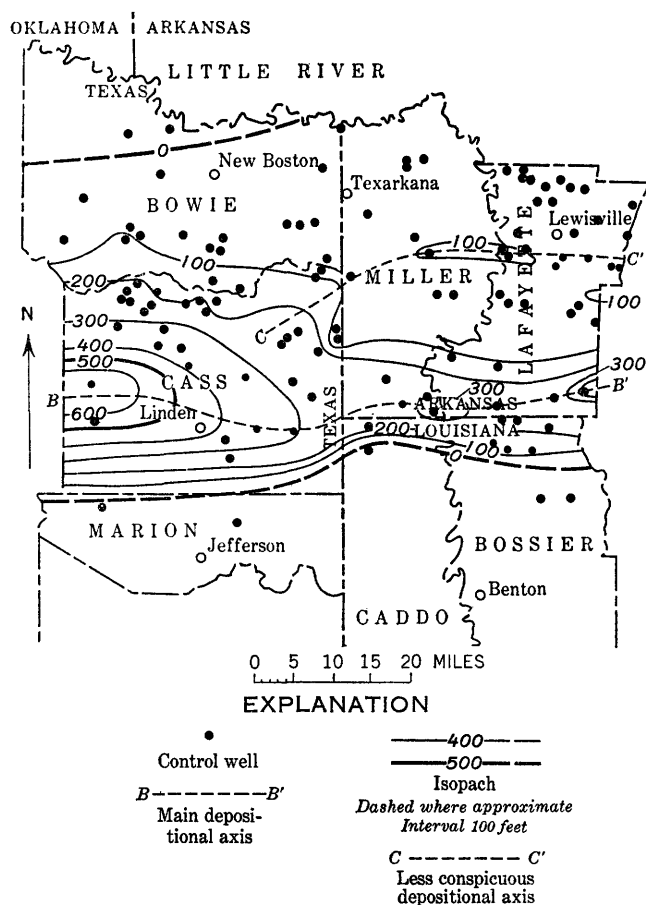 OKLAHOMA ARKANSAS
TEXAS
LITTLE RIVER
0
New Boston
Texarkana
BOWIE
LAFAYETTE
Lewisville
100
100
C'
MILLER
200
100
N
C
300
400
500
CASS
300
300
B'
B
600
Linden
TEXAS
ARKANSAS
LOUISIANA
200
100
0
MARION
Jefferson
BOSSIER
Benton
CADDO
0 5 10 15 20 MILES
EXPLANATION
Control well
B B'
Main deposi-
tional axis
400
500
Isopach
Dashed where approximate
Interval 100 feet
C C'
Less conspicuous
depositional axis